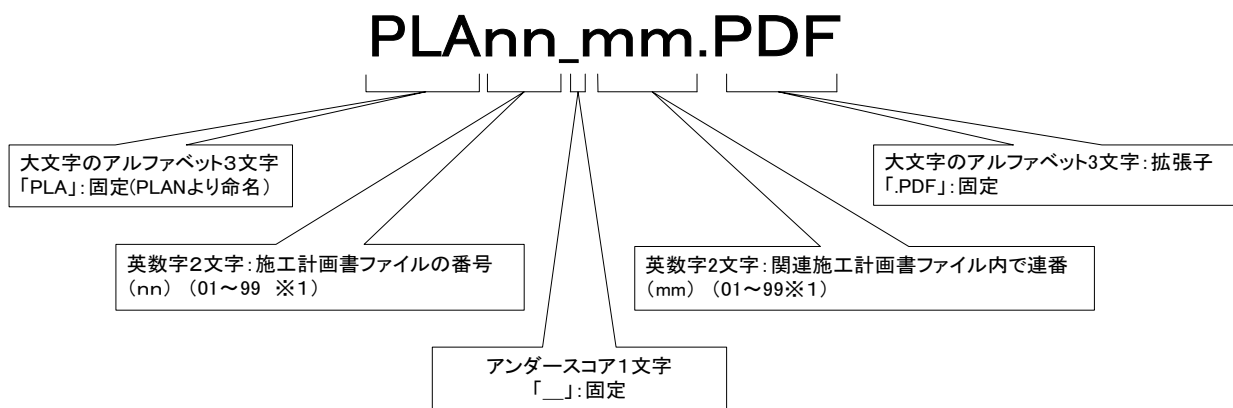 PLAnn_mm.PDF
大文字のアルファベット3文字
「PLA」:固定(PLANより命名)
大文字のアルファベット3文字:拡張子
「.PDF」:固定
英数字２文字:施工計画書ファイルの番号
(nn) (01～99 ※1)
英数字2文字:関連施工計画書ファイル内で連番
(mm) (01～99※1)
アンダースコア1文字
「__」:固定